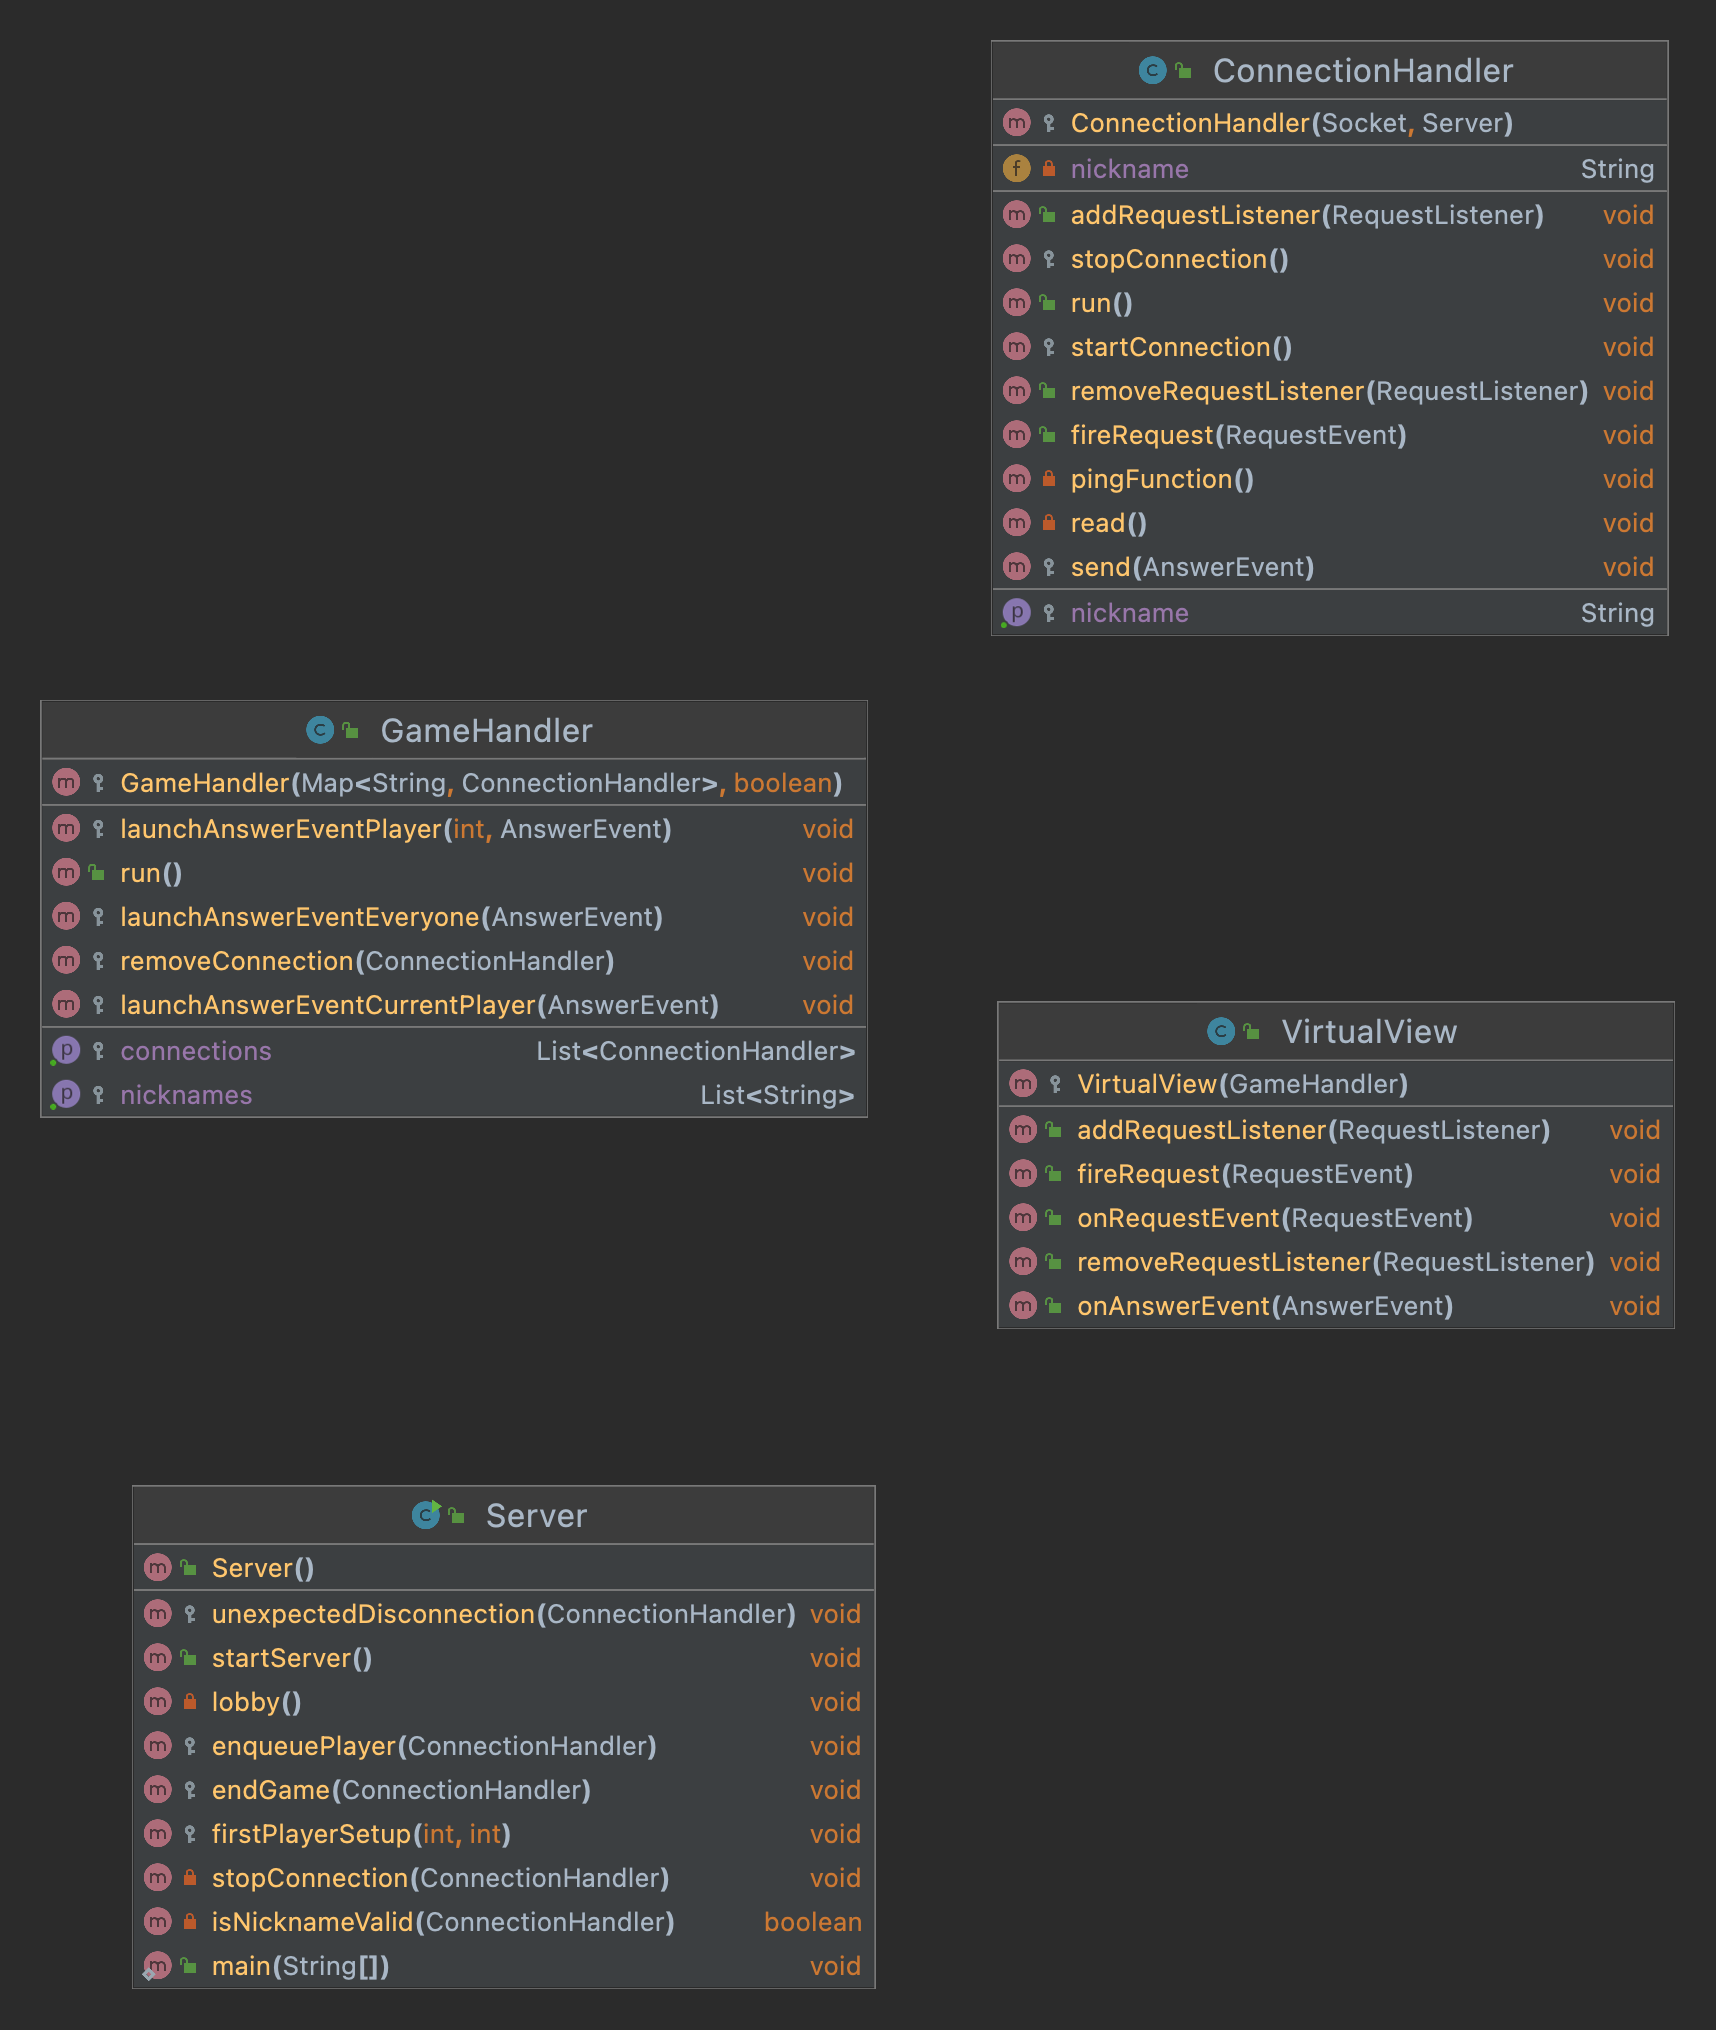 ConnectionHandler
ConnectionHandler(Socket, Server)
nickname String
addRequestListener(RequestListener) void
stopConnection() void
run() void
startConnection() void
removeRequestListener(RequestListener) void
fireRequest(RequestEvent) void
pingFunction() void
read() void
send(AnswerEvent) void
nickname String
GameHandler
GameHandler(Map<String, ConnectionHandler>, boolean)
launchAnswerEventPlayer(int, AnswerEvent) void
run() void
launchAnswerEventEveryone(AnswerEvent) void
removeConnection(ConnectionHandler) void
launchAnswerEventCurrentPlayer(AnswerEvent) void
connections List<ConnectionHandler>
nicknames List<String>
VirtualView
VirtualView(GameHandler)
addRequestListener(RequestListener) void
fireRequest(RequestEvent) void
onRequestEvent(RequestEvent) void
removeRequestListener(RequestListener) void
onAnswerEvent(AnswerEvent) void
Server
Server()
unexpectedDisconnection(ConnectionHandler) void
startServer() void
lobby() void
enqueuePlayer(ConnectionHandler) void
endGame(ConnectionHandler) void
firstPlayerSetup(int, int) void
stopConnection(ConnectionHandler) void
isNicknameValid(ConnectionHandler) boolean
main(String[]) void